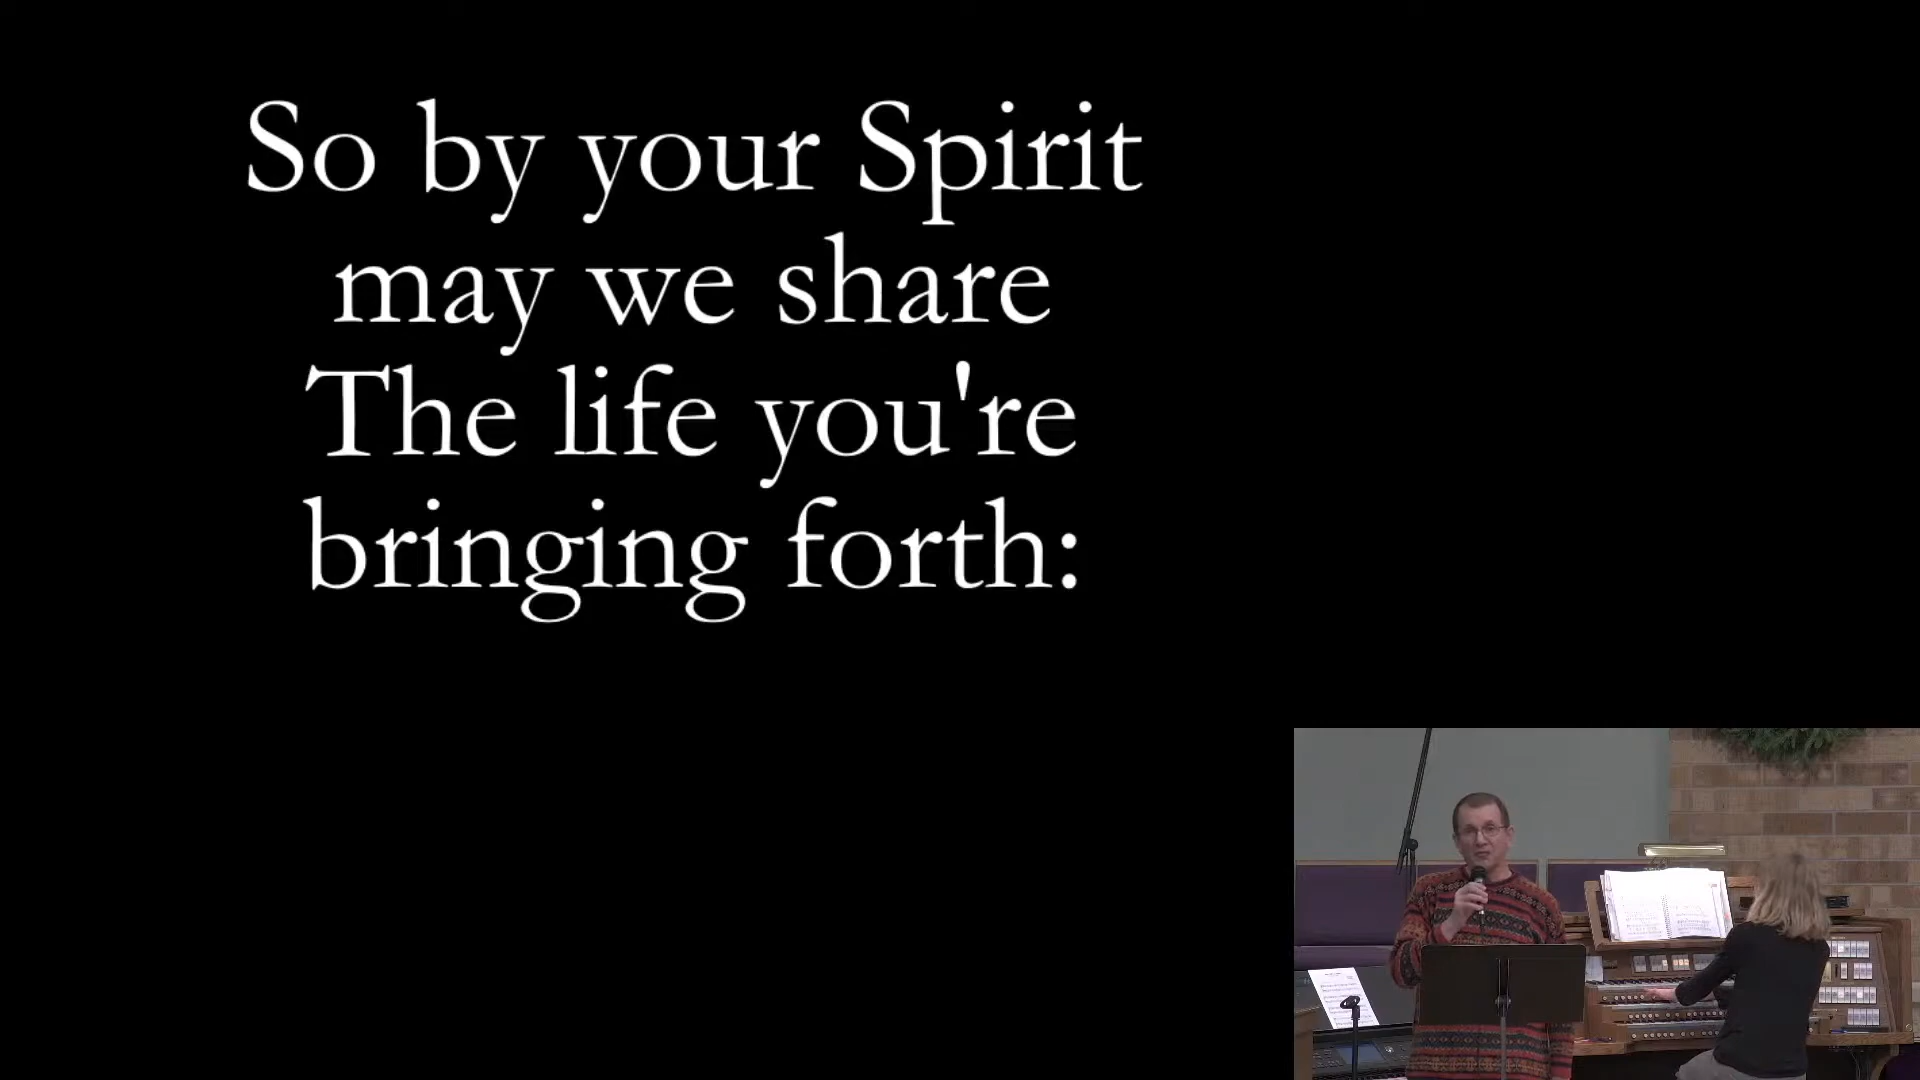 So by your Spirit
may we share
The life you're
bringing forth: